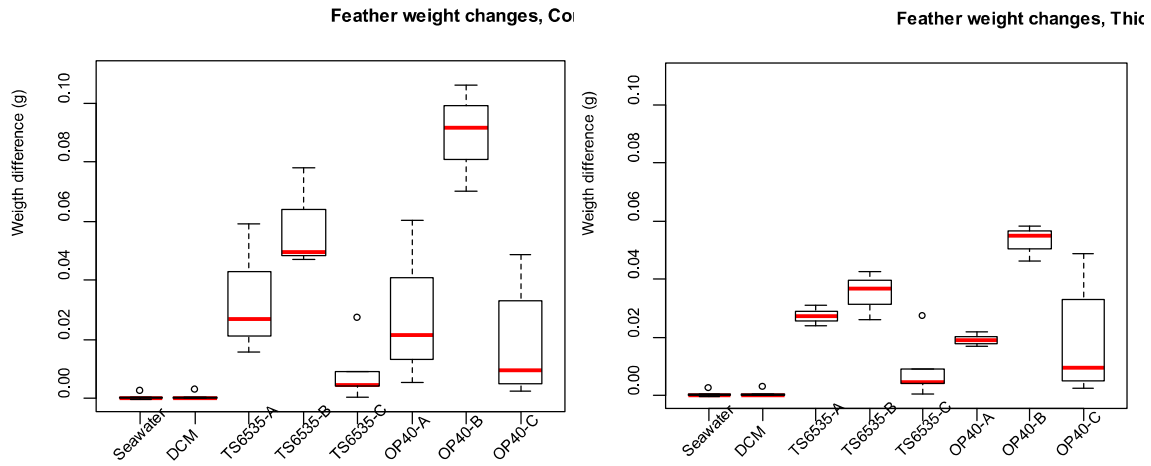 Feather weight changes, Co
Weigth difference (g)
0.10
0.08
0.06
0.04
0.02
0.00
Seawater
DCM
TS6535-A
TS6535-B
TS6535-C
OP40-A
OP40-B
OP40-C
Feather weight changes, Thic
Weigth difference (g)
0.10
0.08
0.06
0.04
0.02
0.00
Seawater
DCM
TS6535-A
TS6535-B
TS6535-C
OP40-A
OP40-B
OP40-C